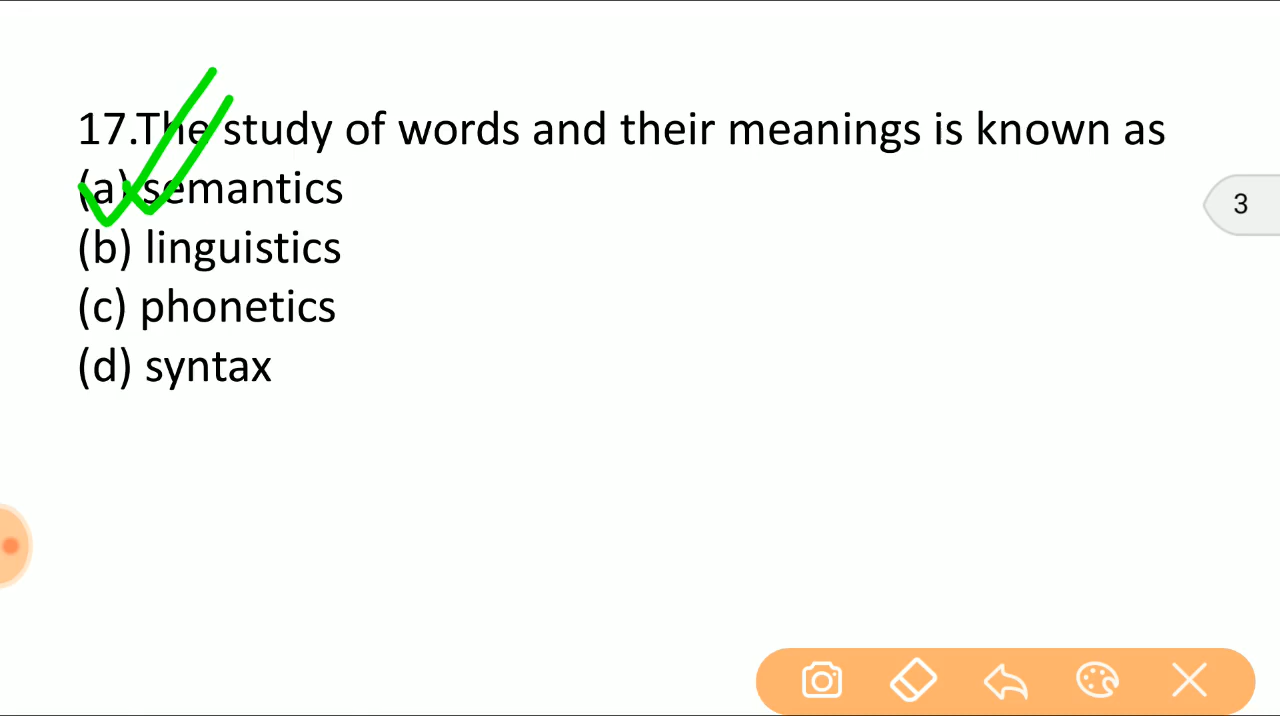 17.The study of words and their meanings is known as
(a) semantics
(b) linguistics
(c) phonetics
(d) syntax
3